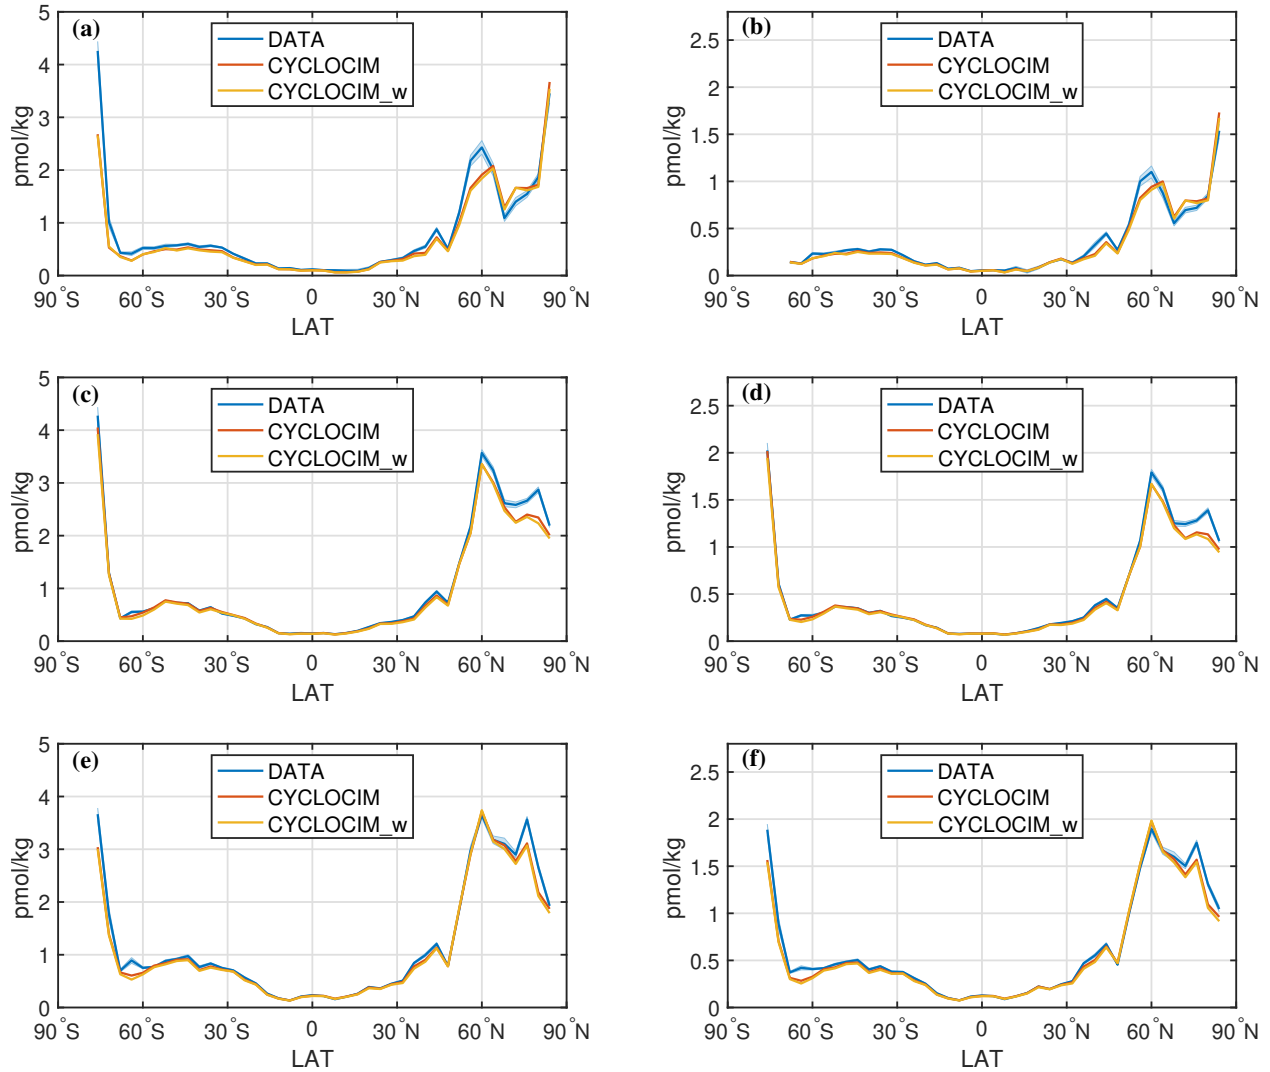 (a)
DATA
CYCLOCIM
CYCLOCIM_w
pmol/kg
5
4
3
2
1
0
90°S 60°S 30°S 0 30°N 60°N 90°N
LAT
(b)
DATA
CYCLOCIM
CYCLOCIM_w
pmol/kg
2.5
2
1.5
1
0.5
0
90°S 60°S 30°S 0 30°N 60°N 90°N
LAT
(c)
DATA
CYCLOCIM
CYCLOCIM_w
pmol/kg
5
4
3
2
1
0
90°S 60°S 30°S 0 30°N 60°N 90°N
LAT
(d)
DATA
CYCLOCIM
CYCLOCIM_w
pmol/kg
2.5
2
1.5
1
0.5
0
90°S 60°S 30°S 0 30°N 60°N 90°N
LAT
(e)
DATA
CYCLOCIM
CYCLOCIM_w
pmol/kg
5
4
3
2
1
0
90°S 60°S 30°S 0 30°N 60°N 90°N
LAT
(f)
DATA
CYCLOCIM
CYCLOCIM_w
pmol/kg
2.5
2
1.5
1
0.5
0
90°S 60°S 30°S 0 30°N 60°N 90°N
LAT